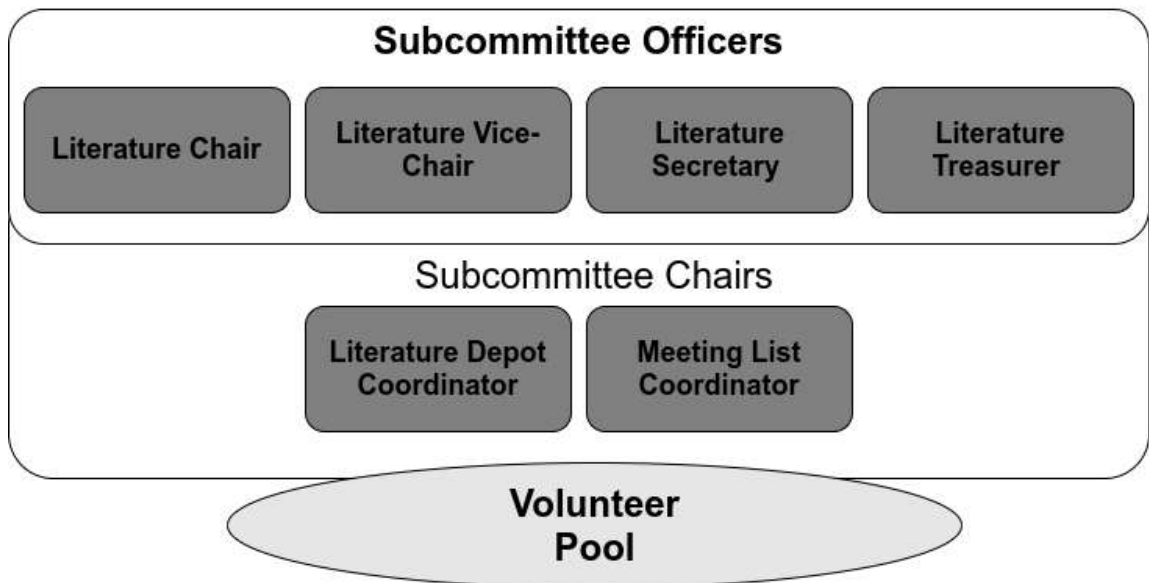 Subcommittee Officers
Literature Chair
Literature Vice-
Chair
Literature
Secretary
Literature
Treasurer
Subcommittee Chairs
Literature Depot
Coordinator
Meeting List
Coordinator
Volunteer
Pool